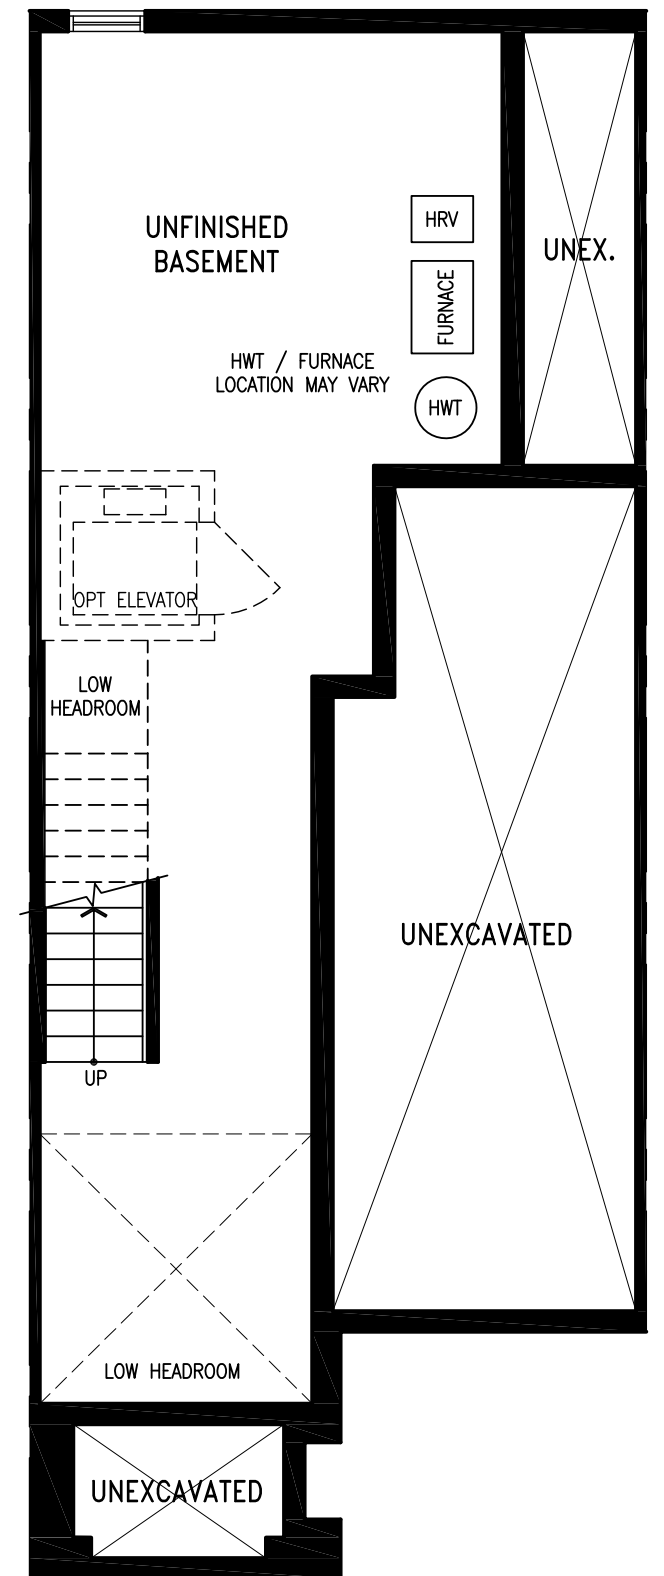 HRV
UNFINISHED
BASEMENT
UNEX.
FURNACE
HWT / FURNACE
LOCATION MAY VARY
HWT
OPT ELEVATOR
LOW
HEADROOM
UNEXCAVATED
UP
LOW HEADROOM
UNEXCAVATED